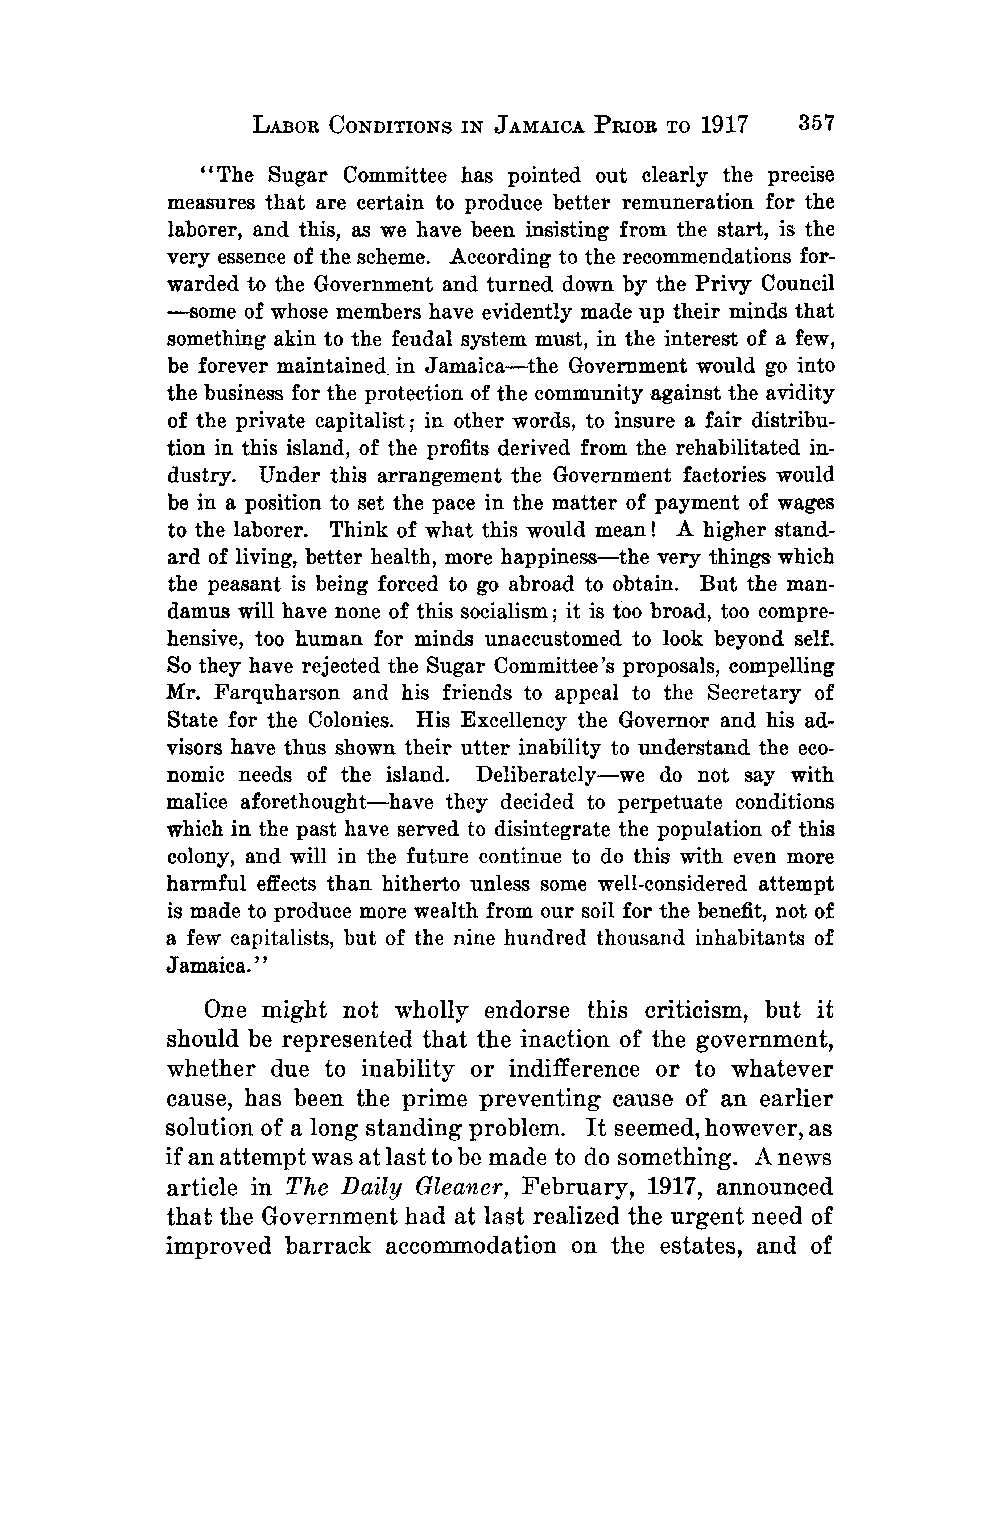 LABOR CONDITIONS IN JAMAICA PRIOR TO 1917 357
“The Sugar Committee has pointed out clearly the precise
measures that are certain to produce better remuneration for the
laborer, and this, as we have been insisting from the start, is the
very essence of the scheme. According to the recommendations for-
warded to the Government and turned down by the Privy Council
—some of whose members have evidently made up their minds that
something akin to the feudal system must, in the interest of a few,
be forever maintained in Jamaica—the Government would go into
the business for the protection of the community against the avidity
of the private capitalist; in other words, to insure a fair distribu-
tion in this island, of the profits derived from the rehabilitated in-
dustry. Under this arrangement the Government factories would
be in a position to set the pace in the matter of payment of wages
to the laborer. Think of what this would mean! A higher stand-
ard of living, better health, more happiness—the very things which
the peasant is being forced to go abroad to obtain. But the man-
damus will have none of this socialism; it is too broad, too compre-
hensive, too human for minds unaccustomed to look beyond self.
So they have rejected the Sugar Committee's proposals, compelling
Mr. Farquharson and his friends to appeal to the Secretary of
State for the Colonies. His Excellency the Governor and his ad-
visors have thus shown their utter inability to understand the eco-
nomic needs of the island. Deliberately—we do not say with
malice aforethought—have they decided to perpetuate conditions
which in the past have served to disintegrate the population of this
colony, and will in the future continue to do this with even more
harmful effects than hitherto unless some well-considered attempt
is made to produce more wealth from our soil for the benefit, not of
a few capitalists, but of the nine hundred thousand inhabitants of
Jamaica.”
One might not wholly endorse this criticism, but it
should be represented that the inaction of the government,
whether due to inability or indifference or to whatever
cause, has been the prime preventing cause of an earlier
solution of a long standing problem. It seemed, however, as
if an attempt was at last to be made to do something. A news
article in The Daily Gleaner, February, 1917, announced
that the Government had at last realized the urgent need of
improved barrack accommodation on the estates, and of